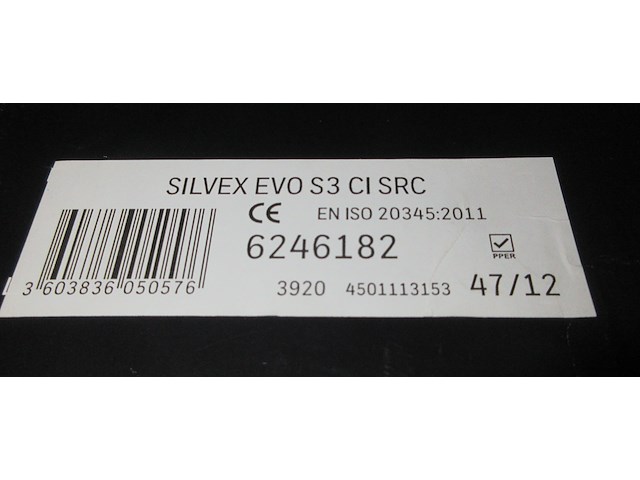 SILVEX EVO S3 CI SRC
CE EN ISO 20345:2011
6246182
PPER
3 603836 050576
3920 4501113153 47/12